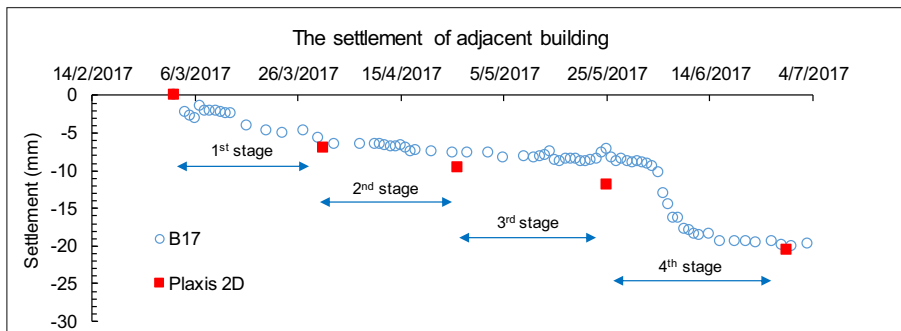 The settlement of adjacent building
14/2/2017 6/3/2017 26/3/2017 15/4/2017 5/5/2017 25/5/2017 14/6/2017 4/7/2017
0
-5
-10
-15
-20
-25
-30
Settlement (mm)
1st stage
2nd stage
3rd stage
4th stage
B17
Plaxis 2D